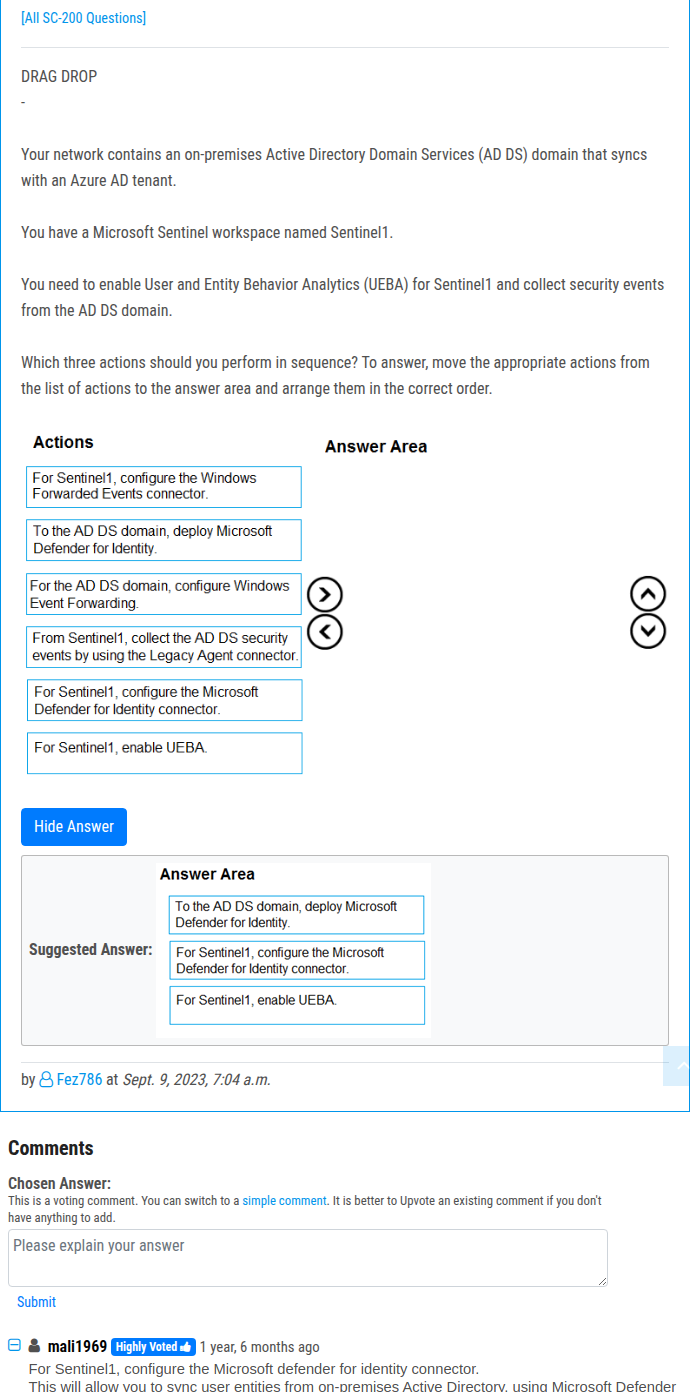 [All SC-200 Questions]
DRAG DROP
-
Your network contains an on-premises Active Directory Domain Services (AD DS) domain that syncs
with an Azure AD tenant.
You have a Microsoft Sentinel workspace named Sentinel1.
You need to enable User and Entity Behavior Analytics (UEBA) for Sentinel1 and collect security events
from the AD DS domain.
Which three actions should you perform in sequence? To answer, move the appropriate actions from
the list of actions to the answer area and arrange them in the correct order.
Actions
Answer Area
For Sentinel1, configure the Windows
Forwarded Events connector.
To the AD DS domain, deploy Microsoft
Defender for Identity.
For the AD DS domain, configure Windows
Event Forwarding.
From Sentinel1, collect the AD DS security
events by using the Legacy Agent connector.
For Sentinel1, configure the Microsoft
Defender for Identity connector.
For Sentinel1, enable UEBA.
Hide Answer
Suggested Answer:
Answer Area
To the AD DS domain, deploy Microsoft
Defender for Identity.
For Sentinel1, configure the Microsoft
Defender for Identity connector.
For Sentinel1, enable UEBA.
by Fez786 at Sept. 9, 2023, 7:04 a.m.
Comments
Chosen Answer:
This is a voting comment. You can switch to a simple comment. It is better to Upvote an existing comment if you don't
have anything to add.
Please explain your answer
Submit
mali1969 Highly Voted 1 year, 6 months ago
For Sentinel1, configure the Microsoft defender for identity connector.
This will allow you to sync user entities from on-premises Active Directory, using Microsoft Defender